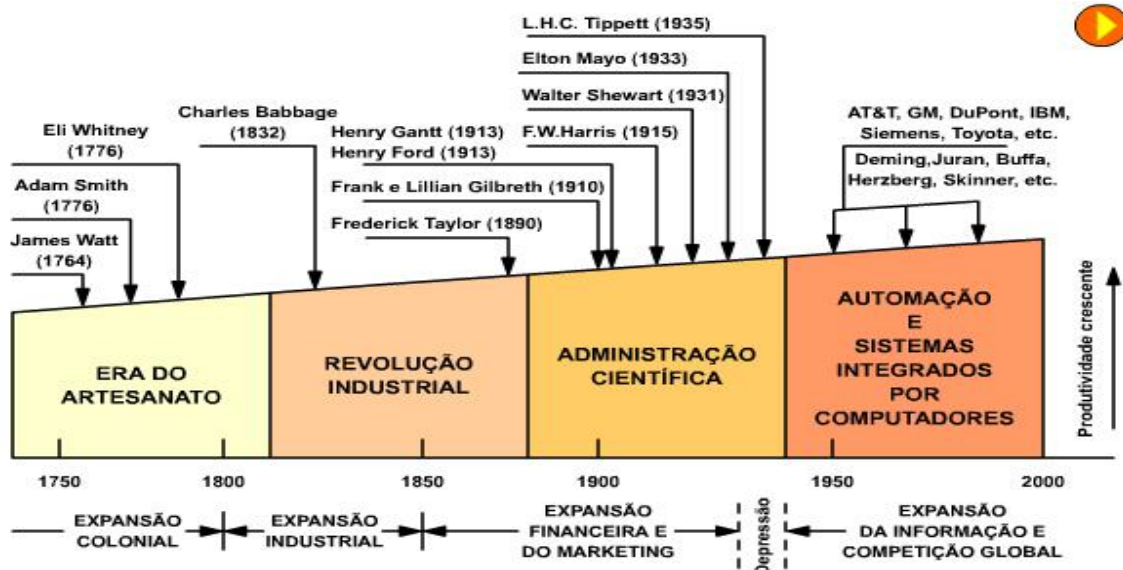 L.H.C. Tippett (1935)
Elton Mayo (1933)
Walter Shewart (1931)
F.W.Harris (1915)
Charles Babbage
(1832)
Henry Gantt (1913)
Henry Ford (1913)
Frank e Lillian Gilbreth (1910)
Frederick Taylor (1890)
Eli Whitney
(1776)
Adam Smith
(1776)
James Watt
(1764)
AT&T, GM, DuPont, IBM,
Siemens, Toyota, etc.
Deming,Juran, Buffa,
Herzberg, Skinner, etc.
ERA DO
ARTESANATO
REVOLUÇÃO
INDUSTRIAL
ADMINISTRAÇÃO
CIENTÍFICA
AUTOMAÇÃO
E
SISTEMAS
INTEGRADOS
POR
COMPUTADORES
Produtividade crescente
1750
1800
1850
1900
1950
2000
EXPANSÃO
COLONIAL
EXPANSÃO
INDUSTRIAL
EXPANSÃO
FINANCEIRA E
DO MARKETING
Depressão
EXPANSÃO
DA INFORMAÇÃO E
COMPETIÇÃO GLOBAL